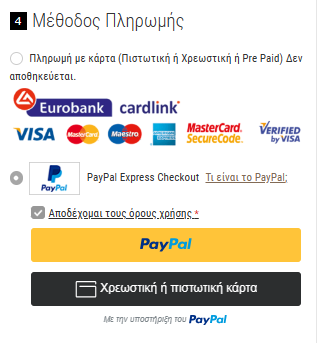 4 Μέθοδος Πληρωμής
Πληρωμή με κάρτα (Πιστωτική ή Χρεωστική ή Pre Paid) Δεν
αποθηκεύεται.
Eurobank cardlink
VISA MasterCard Maestro AMERICAN EXPRESS MasterCard. SecureCode. VERIFIED by VISA
PayPal PayPal Express Checkout Τι είναι το PayPal;
Αποδέχομαι τους όρους χρήσης *
PayPal
Χρεωστική ή πιστωτική κάρτα
Με την υποστήριξη του PayPal